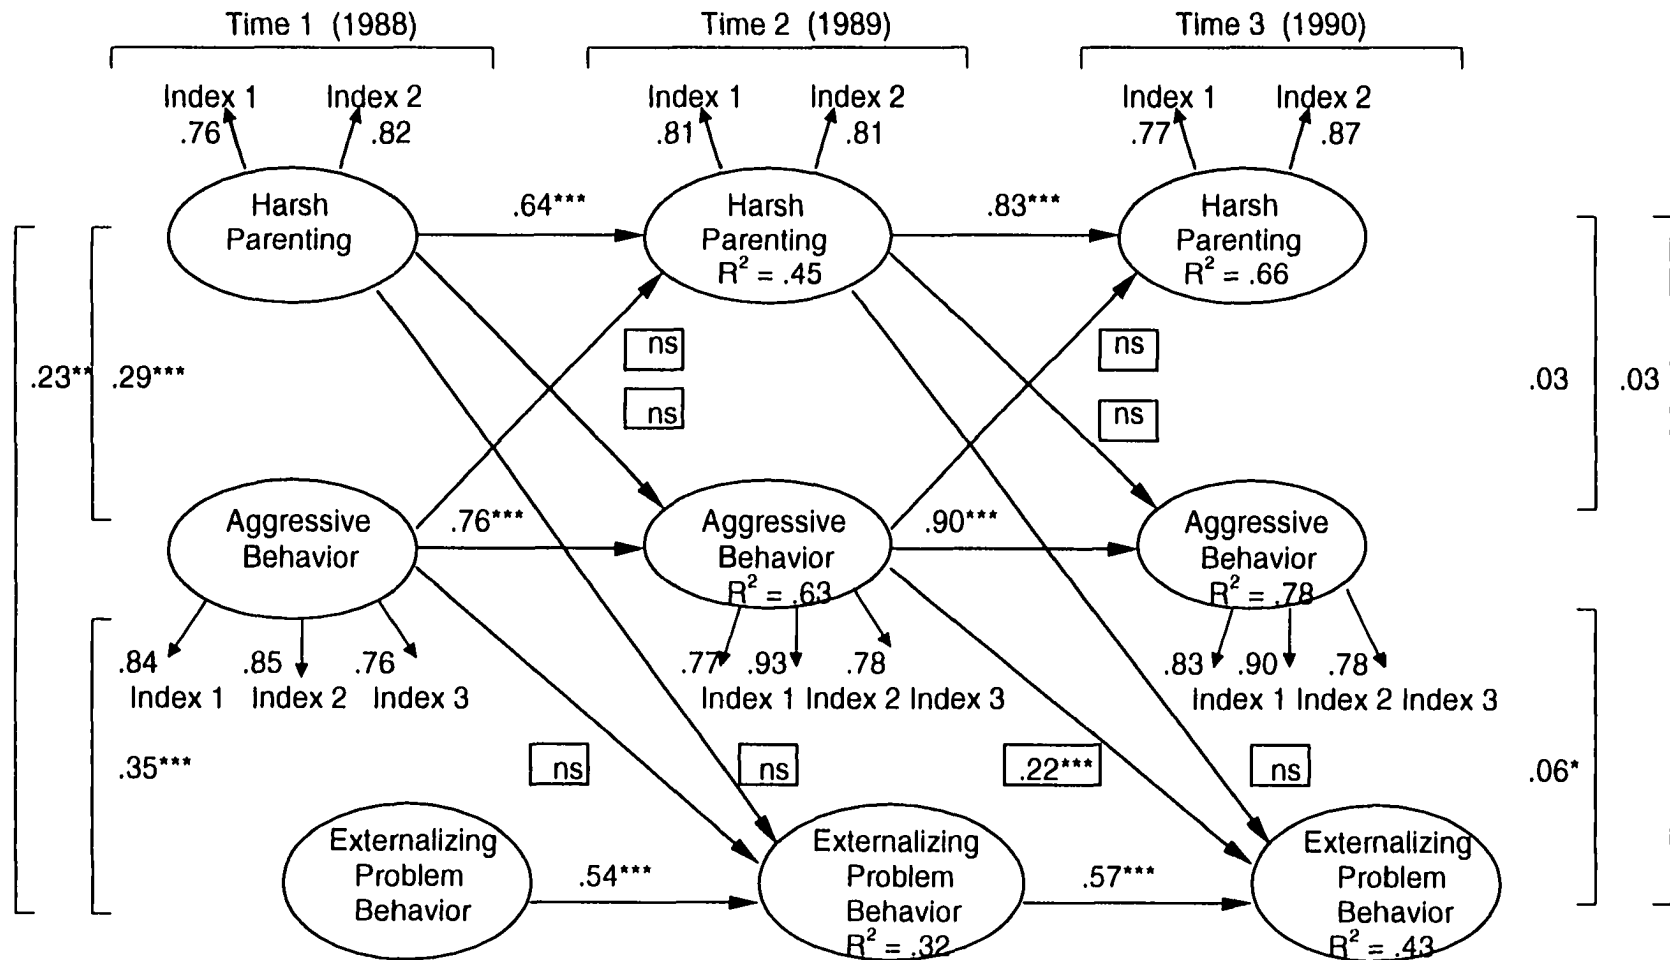 Time 1 (1988) Time 2 (1989) Time 3 (1990)
Index 1 Index 2 Index 1 Index 2 Index 1 Index 2
.76 .82 .81 .81 .77 .87
Harsh .64*** Harsh .83*** Harsh
Parenting Parenting Parenting
R² = .45 R² = .66
ns ns
.23** .29*** .03 .03
ns ns
Aggressive .76*** Aggressive .90*** Aggressive
Behavior Behavior Behavior
R² = .63 R² = .78
.84 .85 .76 .77 .93 .78 .83 .90 .78
Index 1 Index 2 Index 3 Index 1 Index 2 Index 3 Index 1 Index 2 Index 3
.35*** ns ns .22*** ns .06*
Externalizing Externalizing Externalizing
Problem .54*** Problem .57*** Problem
Behavior Behavior Behavior
R² = .32 R² = .43